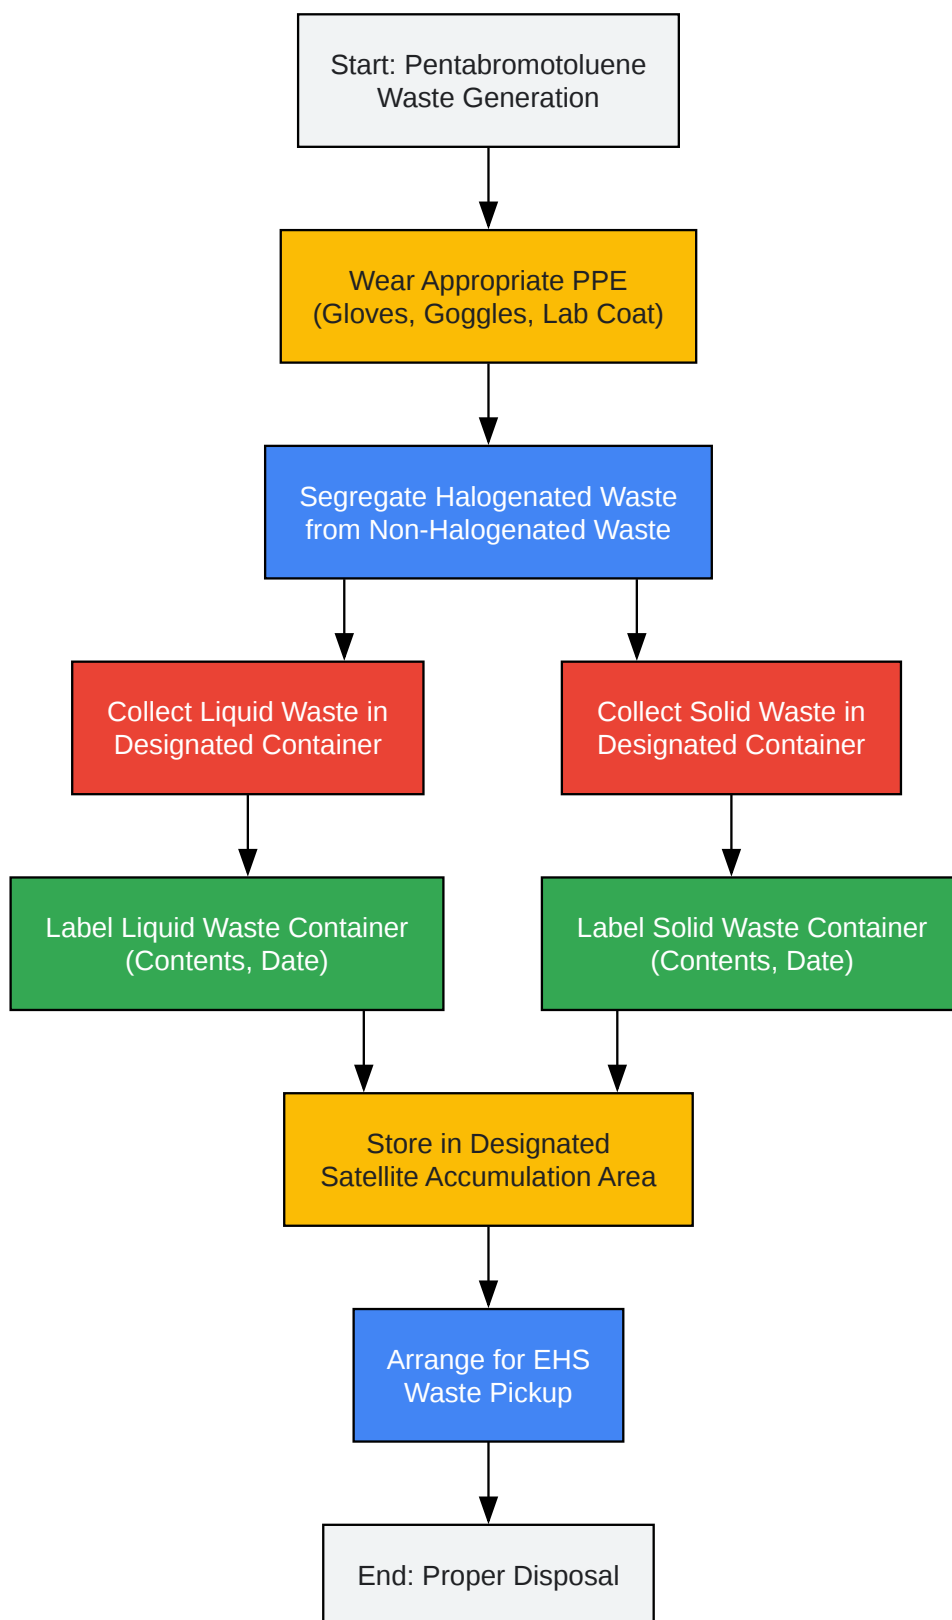 Start: Pentabromotoluene
Waste Generation
Wear Appropriate PPE
(Gloves, Goggles, Lab Coat)
Segregate Halogenated Waste
from Non-Halogenated Waste
Collect Liquid Waste in
Designated Container
Collect Solid Waste in
Designated Container
Label Liquid Waste Container
(Contents, Date)
Label Solid Waste Container
(Contents, Date)
Store in Designated
Satellite Accumulation Area
Arrange for EHS
Waste Pickup
End: Proper Disposal